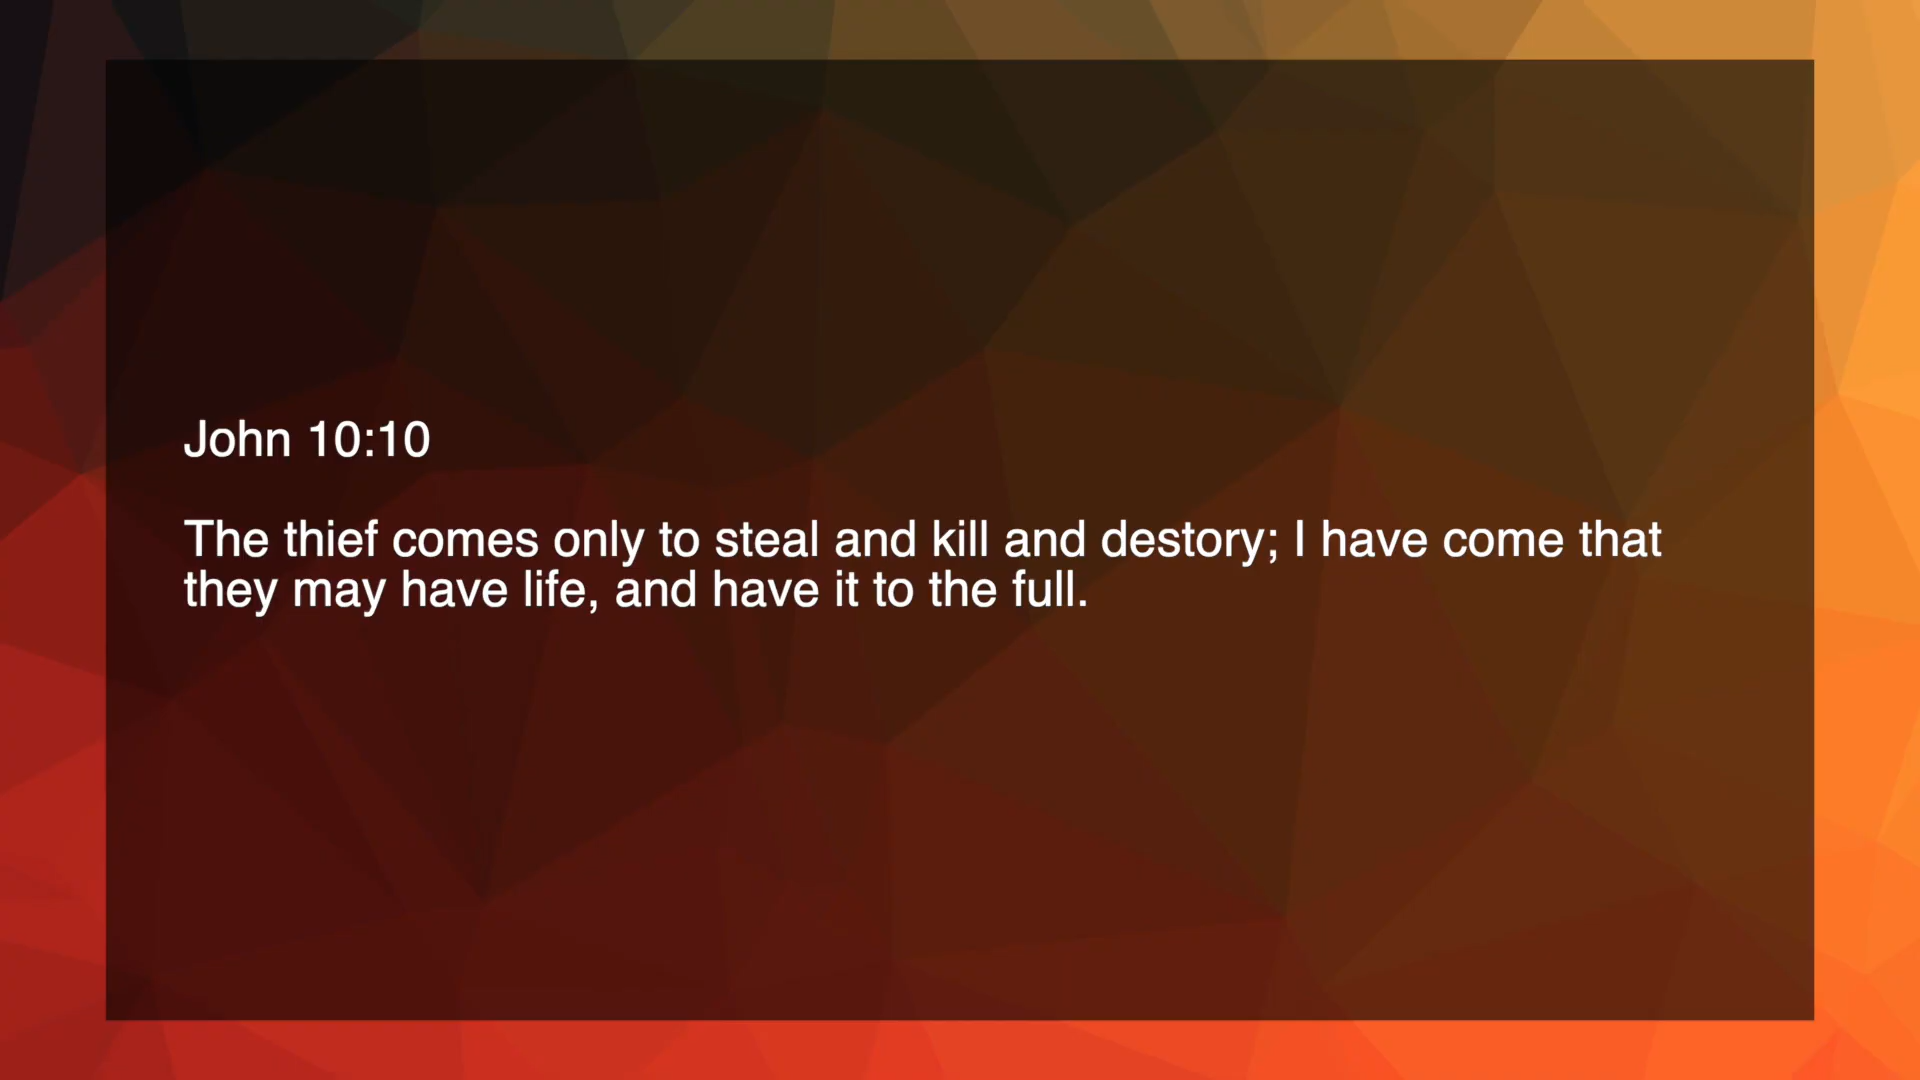 John 10:10
The thief comes only to steal and kill and destory; I have come that
they may have life, and have it to the full.